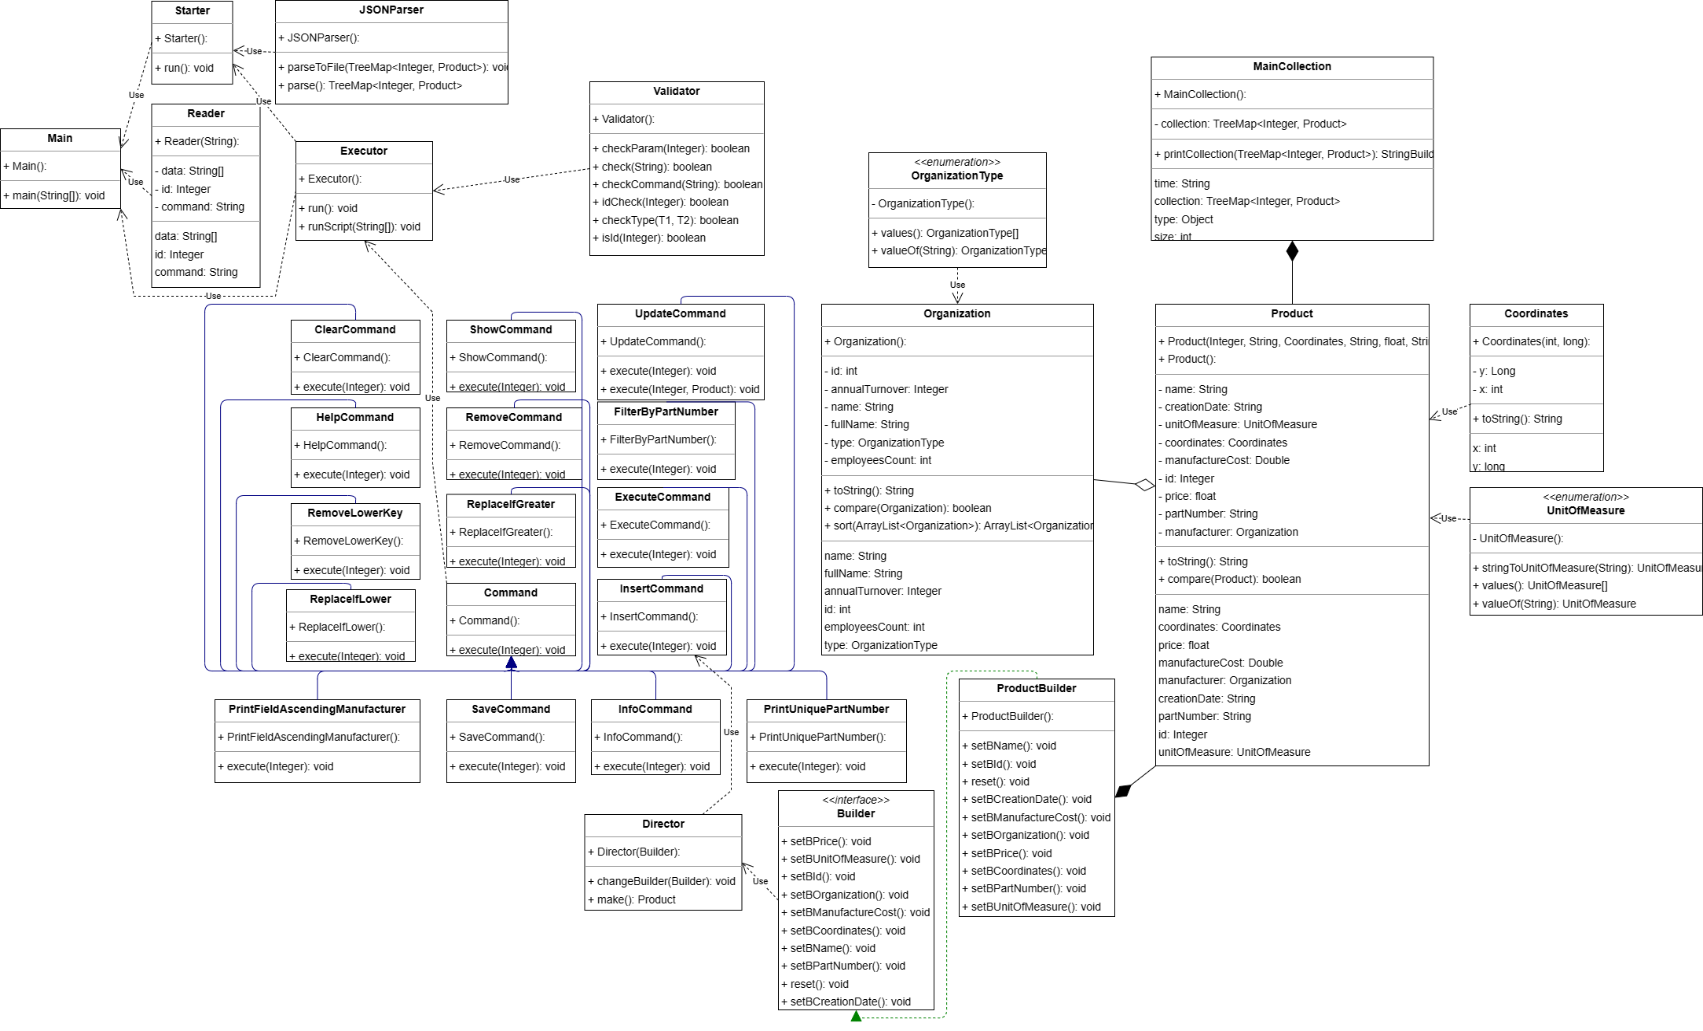 Starter
+ Starter():
+ run(): void
JSONParser
+ JSONParser():
+ parseToFile(TreeMap<Integer, Product>): voi
+ parse(): TreeMap<Integer, Product>
Use
Use
Use
Main
+ Main():
+ main(String[]): void
Reader
+ Reader(String):
- data: String[]
- id: Integer
- command: String
data: String[]
id: Integer
command: String
Use
Use
Executor
+ Executor():
+ run(): void
+ runScript(String[]): void
Use
Validator
+ Validator():
+ checkParam(Integer): boolean
+ check(String): boolean
+ checkCommand(String): boolean
+ idCheck(Integer): boolean
+ checkType(T1, T2): boolean
+ isId(Integer): boolean
<<enumeration>>
OrganizationType
- OrganizationType():
+ values(): OrganizationType[]
+ valueOf(String): OrganizationType
Use
MainCollection
+ MainCollection():
- collection: TreeMap<Integer, Product>
+ printCollection(TreeMap<Integer, Product>): StringBuild
time: String
collection: TreeMap<Integer, Product>
type: Object
size: int
ClearCommand
+ ClearCommand():
+ execute(Integer): void
ShowCommand
+ ShowCommand():
+ execute(Integer): void
UpdateCommand
+ UpdateCommand():
+ execute(Integer): void
+ execute(Integer, Product): void
Use
HelpCommand
+ HelpCommand():
+ execute(Integer): void
RemoveCommand
+ RemoveCommand():
+ execute(Integer): void
FilterByPartNumber
+ FilterByPartNumber():
+ execute(Integer): void
RemoveLowerKey
+ RemoveLowerKey():
+ execute(Integer): void
ReplaceIfGreater
+ ReplaceIfGreater():
+ execute(Integer): void
ExecuteCommand
+ ExecuteCommand():
+ execute(Integer): void
ReplaceIfLower
+ ReplaceIfLower():
+ execute(Integer): void
Command
+ Command():
+ execute(Integer): void
InsertCommand
+ InsertCommand():
+ execute(Integer): void
Organization
+ Organization():
- id: int
- annualTurnover: Integer
- name: String
- fullName: String
- type: OrganizationType
- employeesCount: int
+ toString(): String
+ compare(Organization): boolean
+ sort(ArrayList<Organization>): ArrayList<Organization
name: String
fullName: String
annualTurnover: Integer
id: int
employeesCount: int
type: OrganizationType
Product
+ Product(Integer, String, Coordinates, String, float, Stri
+ Product():
- name: String
- creationDate: String
- unitOfMeasure: UnitOfMeasure
- coordinates: Coordinates
- manufactureCost: Double
- id: Integer
- price: float
- partNumber: String
- manufacturer: Organization
+ toString(): String
+ compare(Product): boolean
name: String
coordinates: Coordinates
price: float
manufactureCost: Double
manufacturer: Organization
creationDate: String
partNumber: String
id: Integer
unitOfMeasure: UnitOfMeasure
Coordinates
+ Coordinates(int, long):
- y: Long
- x: int
+ toString(): String
x: int
y: long
Use
<<enumeration>>
UnitOfMeasure
- UnitOfMeasure():
+ stringToUnitOfMeasure(String): UnitOfMeasu
+ values(): UnitOfMeasure[]
+ valueOf(String): UnitOfMeasure
Use
PrintFieldAscendingManufacturer
+ PrintFieldAscendingManufacturer():
+ execute(Integer): void
SaveCommand
+ SaveCommand():
+ execute(Integer): void
InfoCommand
+ InfoCommand():
+ execute(Integer): void
Use
PrintUniquePartNumber
+ PrintUniquePartNumber():
+ execute(Integer): void
ProductBuilder
+ ProductBuilder():
+ setBName(): void
+ setBId(): void
+ reset(): void
+ setBCreationDate(): void
+ setBManufactureCost(): void
+ setBOrganization(): void
+ setBPrice(): void
+ setBCoordinates(): void
+ setBPartNumber(): void
+ setBUnitOfMeasure(): void
Director
+ Director(Builder):
+ changeBuilder(Builder): void
+ make(): Product
Use
<<interface>>
Builder
+ setBPrice(): void
+ setBUnitOfMeasure(): void
+ setBId(): void
+ setBOrganization(): void
+ setBManufactureCost(): void
+ setBCoordinates(): void
+ setBName(): void
+ setBPartNumber(): void
+ reset(): void
+ setBCreationDate(): void